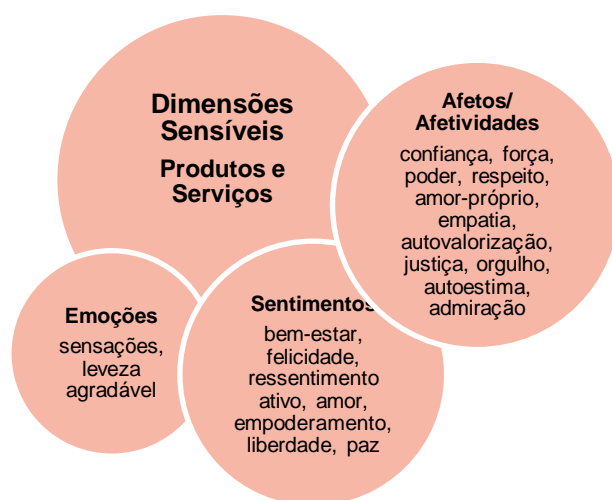 Dimensões
Sensíveis
Produtos e
Serviços
Afetos/
Afetividades
confiança, força,
poder, respeito,
amor-próprio,
empatia,
autovalorização,
justiça, orgulho,
autoestima,
admiração
Emoções
sensações,
leveza
agradável
Sentimentos
bem-estar,
felicidade,
ressentimento
ativo, amor,
empoderamento,
liberdade, paz